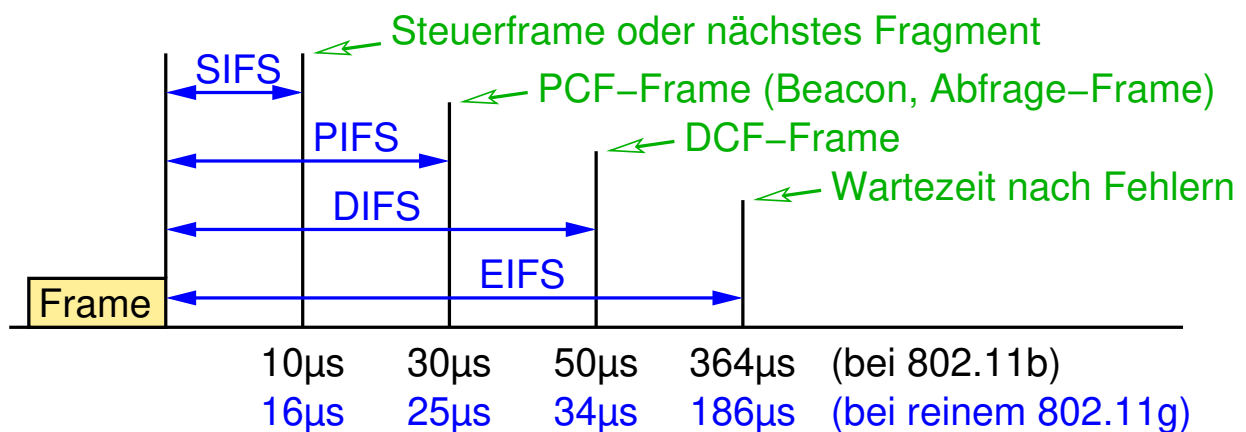 Steuerframe oder nächstes Fragment
SIFS
PCF−Frame (Beacon, Abfrage−Frame)
PIFS
DCF−Frame
Wartezeit nach Fehlern
DIFS
EIFS
Frame
10µs 30µs 50µs 364µs (bei 802.11b)
16µs 25µs 34µs 186µs (bei reinem 802.11g)